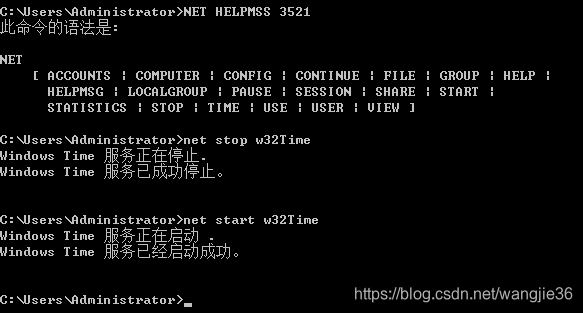 C:\Users\Administrator>NET HELPMSS 3521
此命令的语法是:
NET
[ ACCOUNTS | COMPUTER | CONFIG | CONTINUE | FILE | GROUP | HELP |
HELPMSG | LOCALGROUP | PAUSE | SESSION | SHARE | START |
STATISTICS | STOP | TIME | USE | USER | VIEW ]
C:\Users\Administrator>net stop w32Time
Windows Time 服务正在停止.
Windows Time 服务已成功停止。
C:\Users\Administrator>net start w32Time
Windows Time 服务正在启动 .
Windows Time 服务已经启动成功。
C:\Users\Administrator>_
https://blog.csdn.net/wangjie36